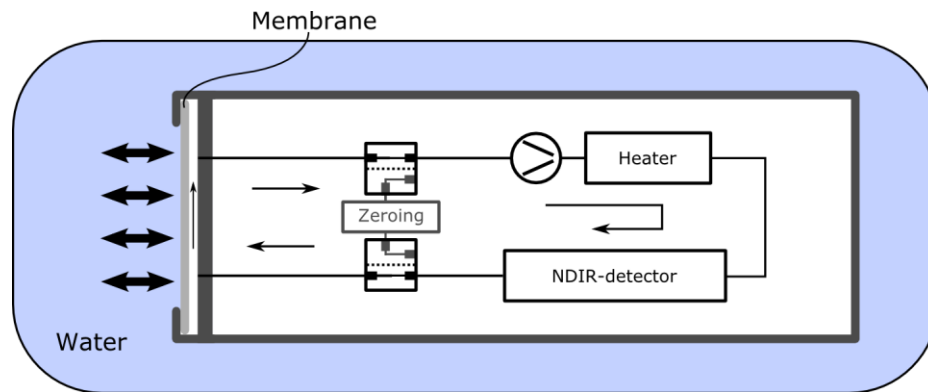 Membrane
Heater
Zeroing
NDIR-detector
Water